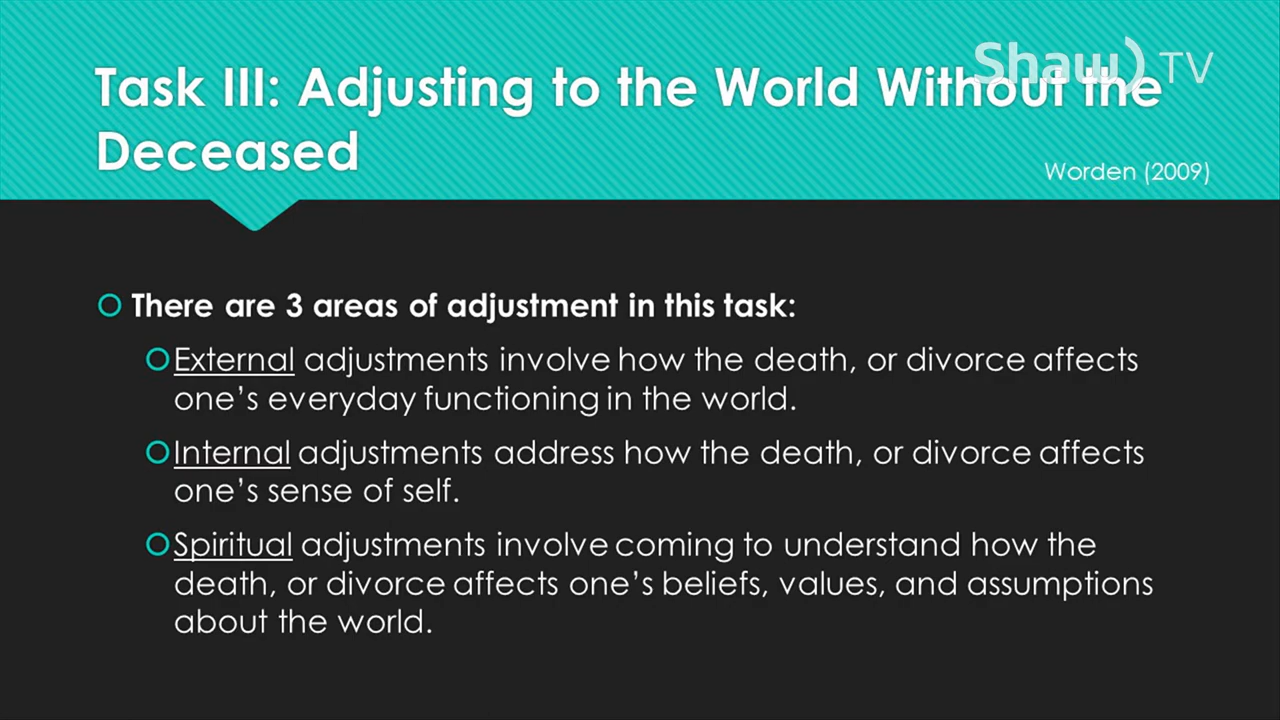 Shaw) TV
Task III: Adjusting to the World Without the
Deceased
Worden (2009)
There are 3 areas of adjustment in this task:
External adjustments involve how the death, or divorce affects
one’s everyday functioning in the world.
Internal adjustments address how the death, or divorce affects
one’s sense of self.
Spiritual adjustments involve coming to understand how the
death, or divorce affects one’s beliefs, values, and assumptions
about the world.